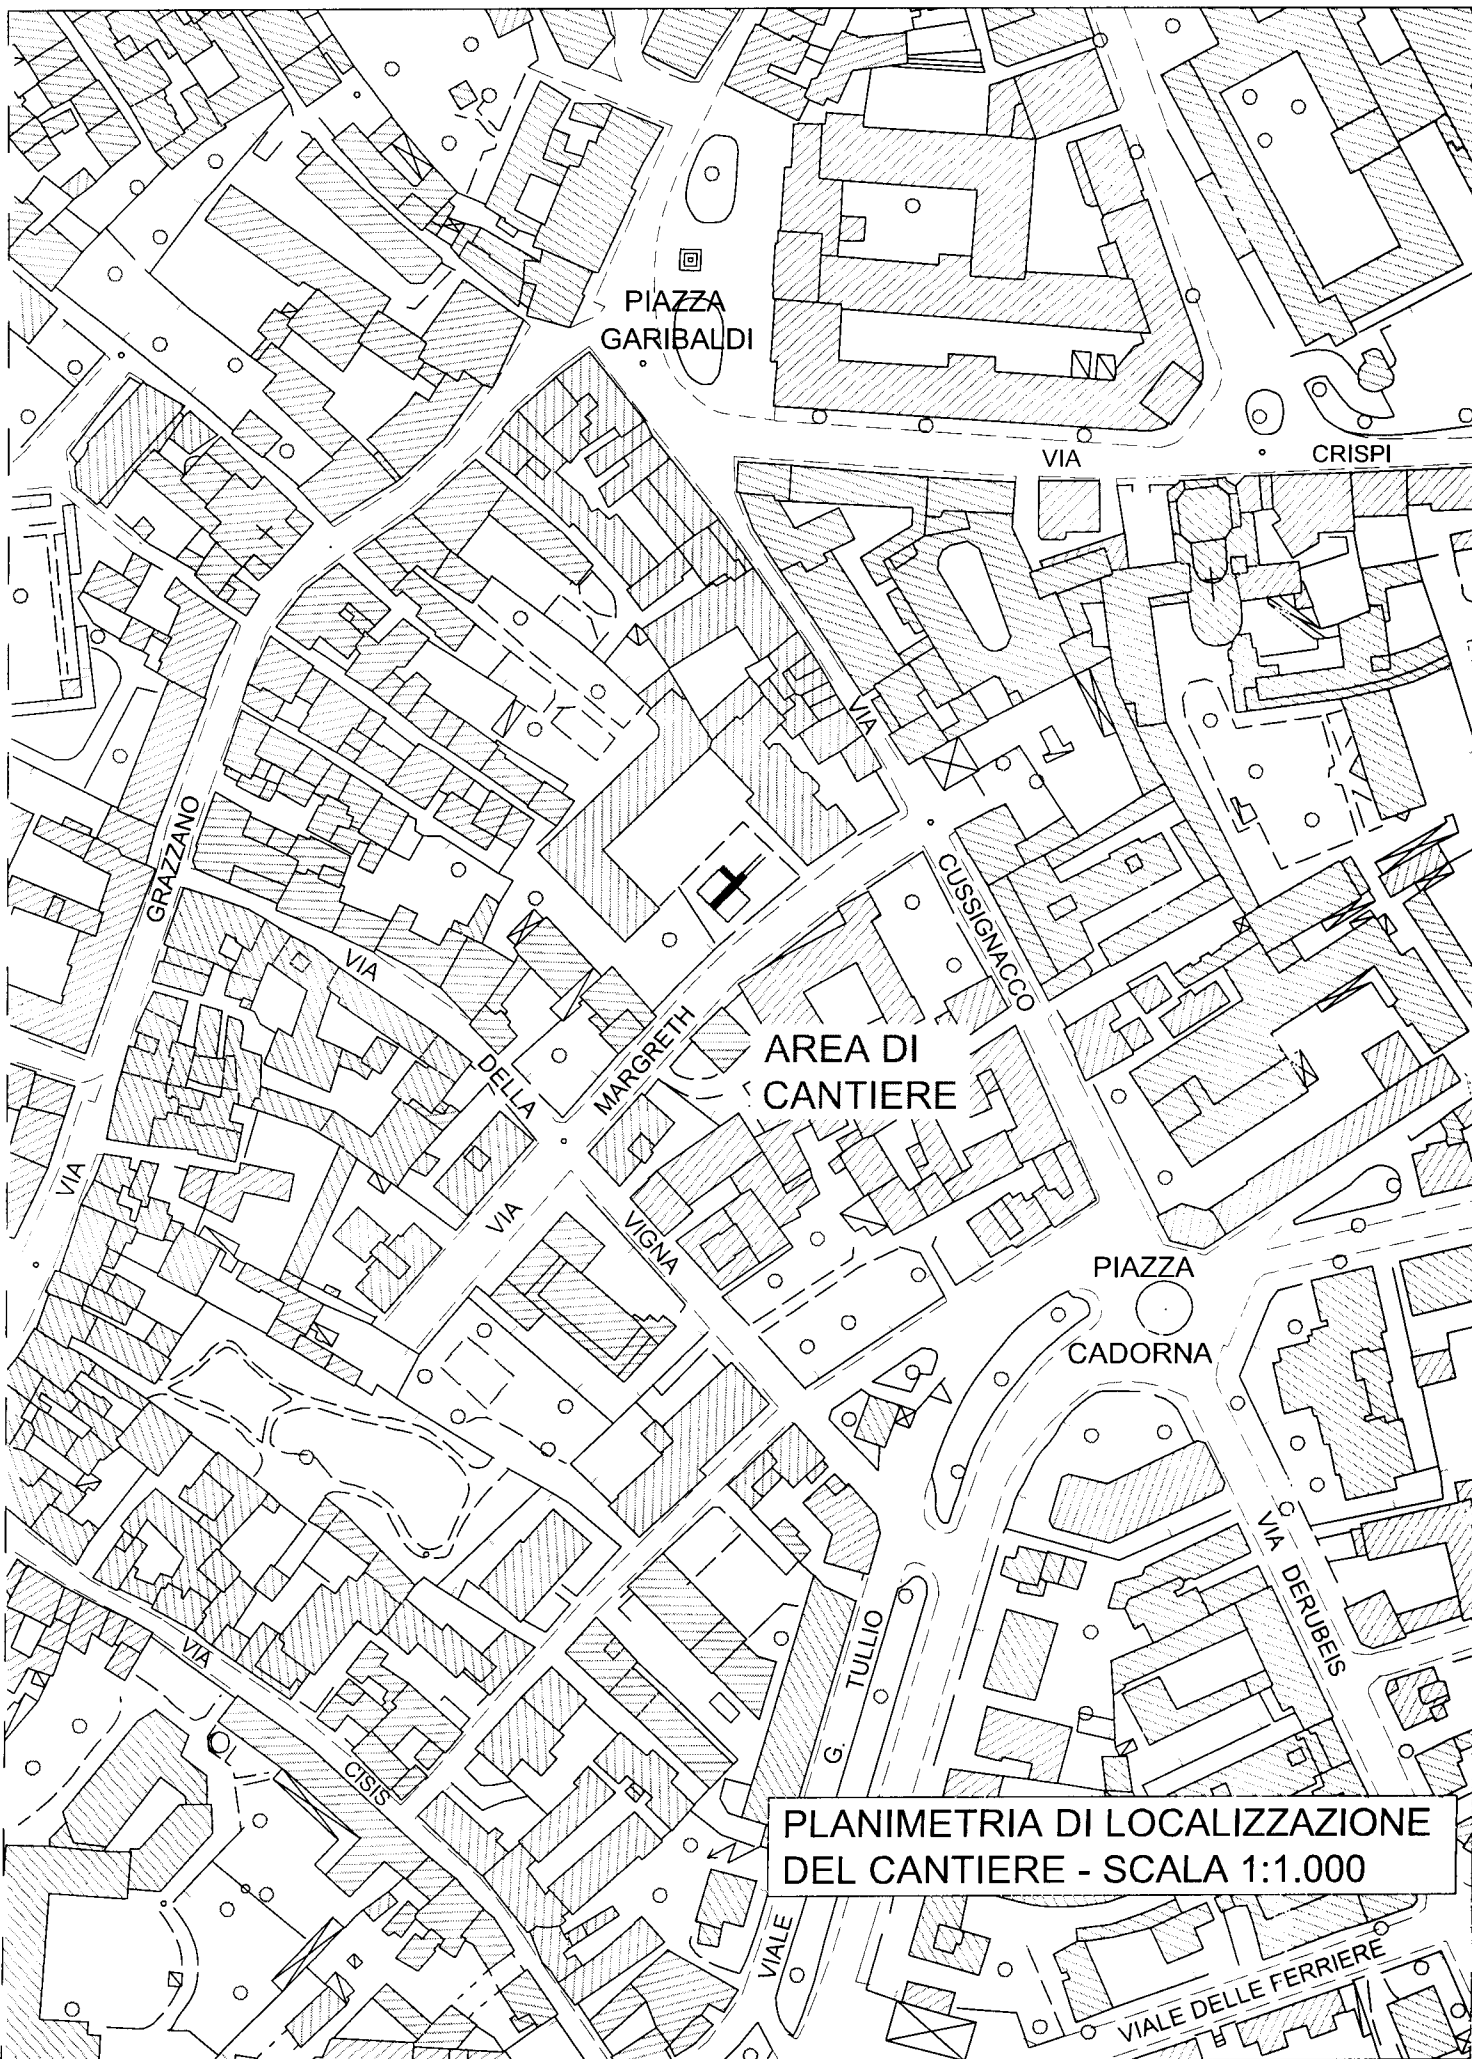 PIAZZA
GARIBALDI
VIA
CRISPI
VIA
CUSSIGNACCO
GRAZZANO
VIA
VIA
DELLA
VIGNA
VIA
MARGRETH
AREA DI
CANTIERE
PIAZZA
CADORNA
VIA DERUBEIS
VIA
CISIS
VIALE
G.
TULLIO
PLANIMETRIA DI LOCALIZZAZIONE
DEL CANTIERE - SCALA 1:1.000
VIALE DELLE FERRIERE